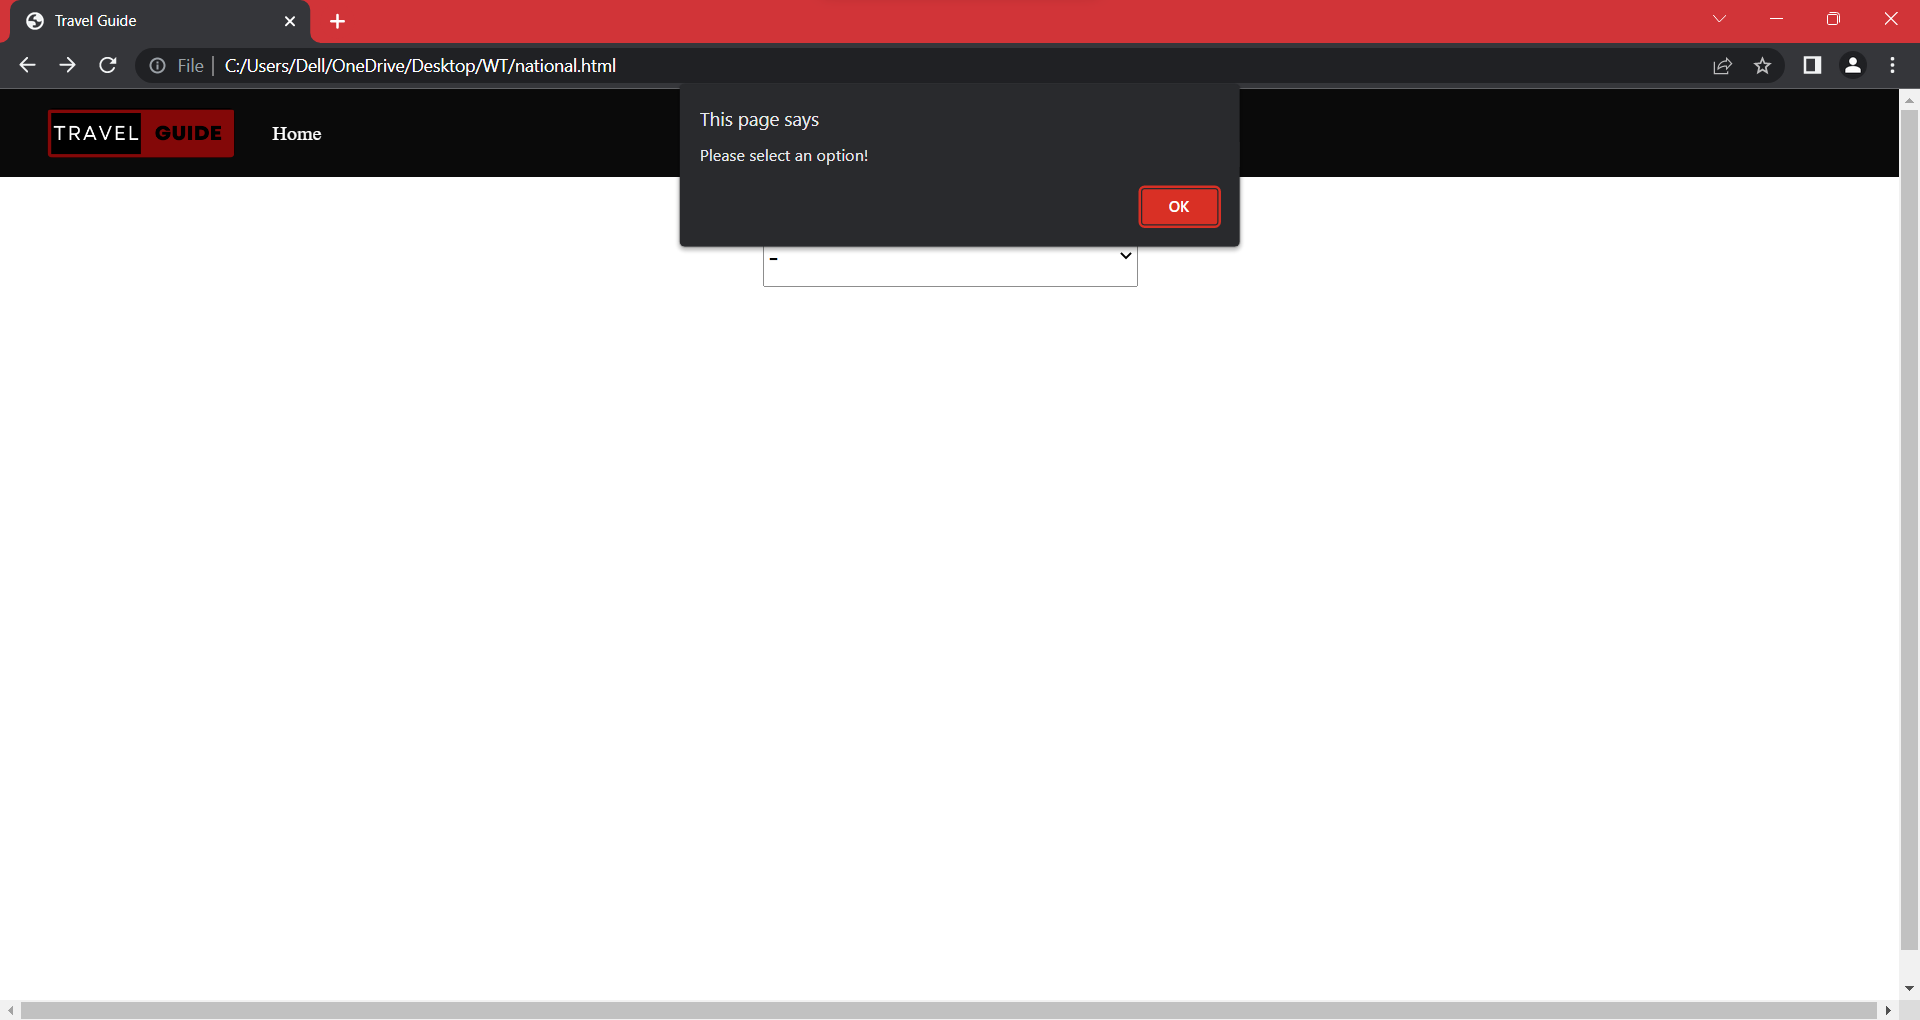 Travel Guide
File | C:/Users/Dell/OneDrive/Desktop/WT/national.html
TRAVEL GUIDE
Home
This page says
Please select an option!
OK
–